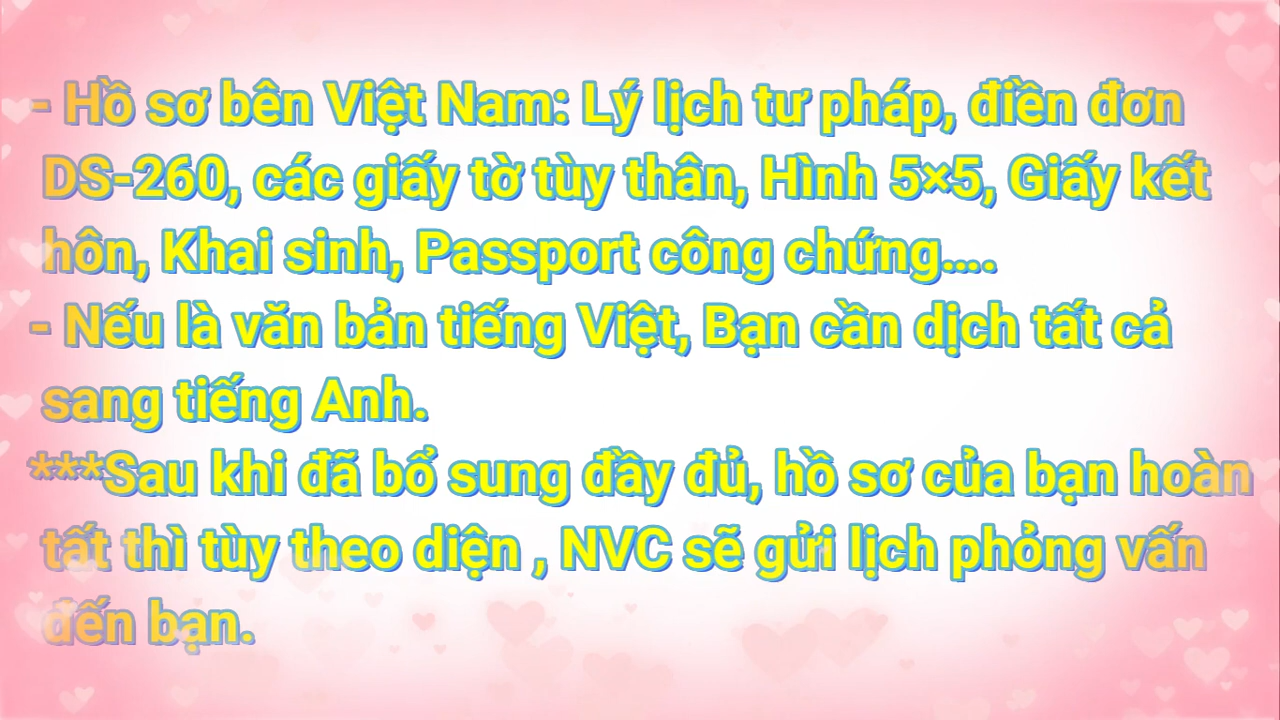 - Hồ sơ bên Việt Nam: Lý lịch tư pháp, điền đơn
DS-260, các giấy tờ tùy thân, Hình 5×5, Giấy kết
hôn, Khai sinh, Passport công chứng....
- Nếu là văn bản tiếng Việt, Bạn cần dịch tất cả
sang tiếng Anh.
***Sau khi đã bổ sung đầy đủ, hồ sơ của bạn hoàn
tất thì tùy theo diện , NVC sẽ gửi lịch phỏng vấn
đến bạn.